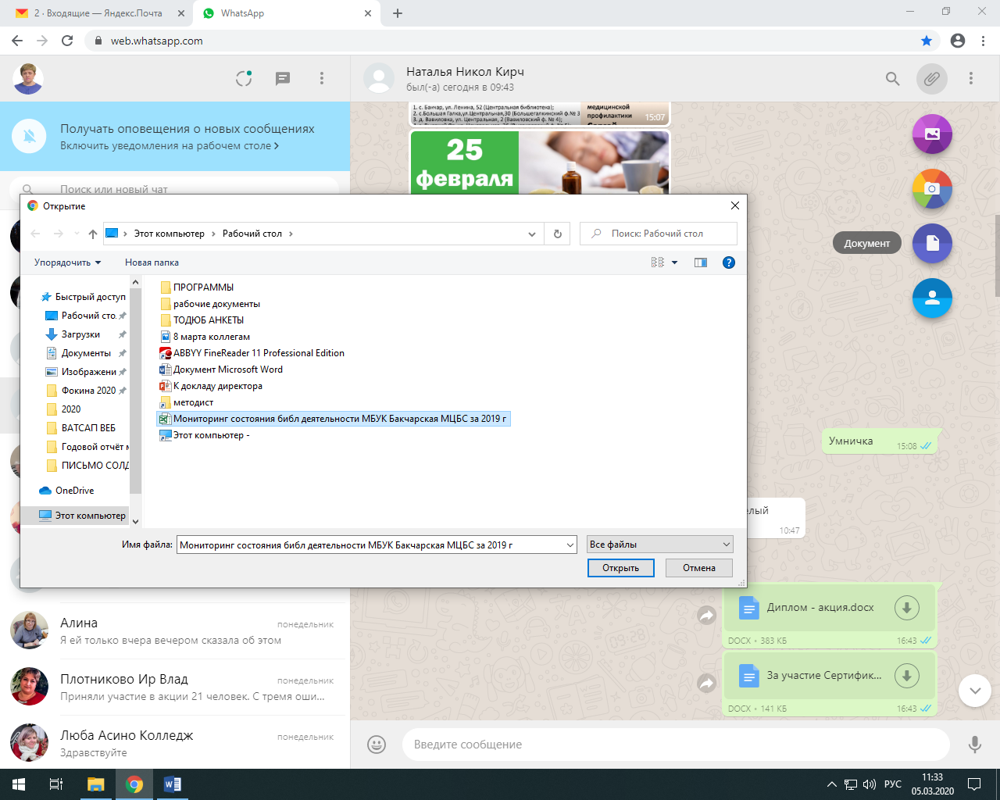 2 · Входящие — Яндекс.Почта
WhatsApp
web.whatsapp.com
Наталья Никол Кирч
был(-а) сегодня в 09:43
Получать оповещения о новых сообщениях
Включить уведомления на рабочем столе
Поиск или новый чат
1. с. Бакчар, ул. Ленина, 52 (Центральная библиотека);
2. с.Большая Галка,ул.Центральная,30 (Большегалкинский ф.№ 3
3. д. Вавиловка, ул. Центральная, 2 (Вавиловский ф. № 4);
медицинской
профилактики
15:07
25
февраля
Документ
Открытие
Этот компьютер
Рабочий стол
Поиск: Рабочий стол
Упорядочить
Новая папка
Быстрый доступ
Рабочий сто.
Загрузки
Документы
Изображени
Фокина 2020
2020
ВАТСАП ВЕБ
Годовой отчёт м
ПИСЬМО СОЛД
OneDrive
Этот компьютер
ПРОГРАММЫ
рабочие документы
ТОДЮБ АНКЕТЫ
8 марта коллегам
ABBYY FineReader 11 Professional Edition
Документ Microsoft Word
К докладу директора
методист
Мониторинг состояния библ деятельности МБУК Бакчарская МЦБС за 2019 г
Этот компьютер -
Имя файла:
Мониторинг состояния библ деятельности МБУК Бакчарская МЦБС за 2019 г
Все файлы
Открыть
Отмена
Умничка
15:08
елый
10:47
Диплом - акция.docx
DOCX • 383 КБ
16:43
За участие Сертифик...
DOCX • 141 КБ
16:43
Алина
понедельник
Я ей только вчера вечером сказала об этом
Плотниково Ир Влад
понедельник
Приняли участие в акции 21 человек. С тремя оши...
Люба Асино Колледж
понедельник
Здравствуйте
Введите сообщение
РУС
11:33
05.03.2020